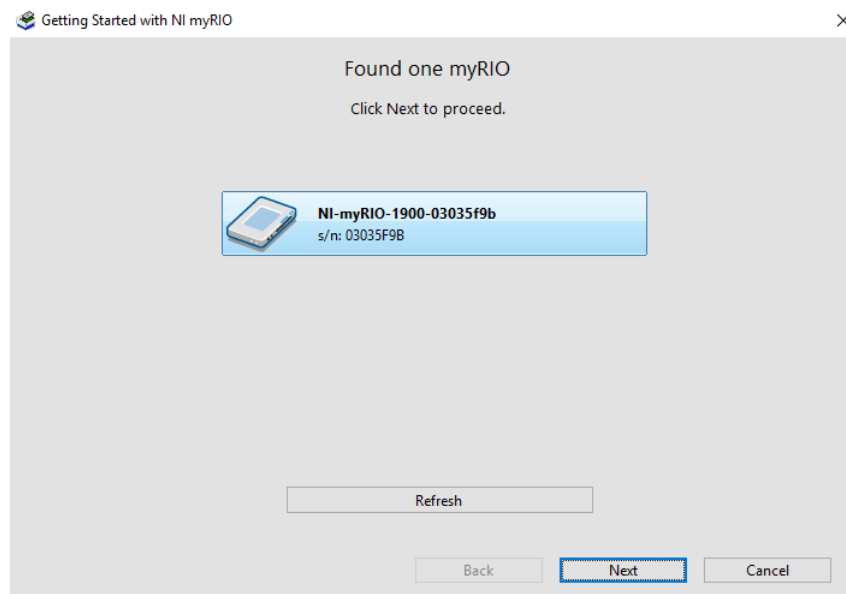 Getting Started with NI myRIO
Found one myRIO
Click Next to proceed.
NI-myRIO-1900-03035f9b
s/n: 03035F9B
Refresh
Back Next Cancel